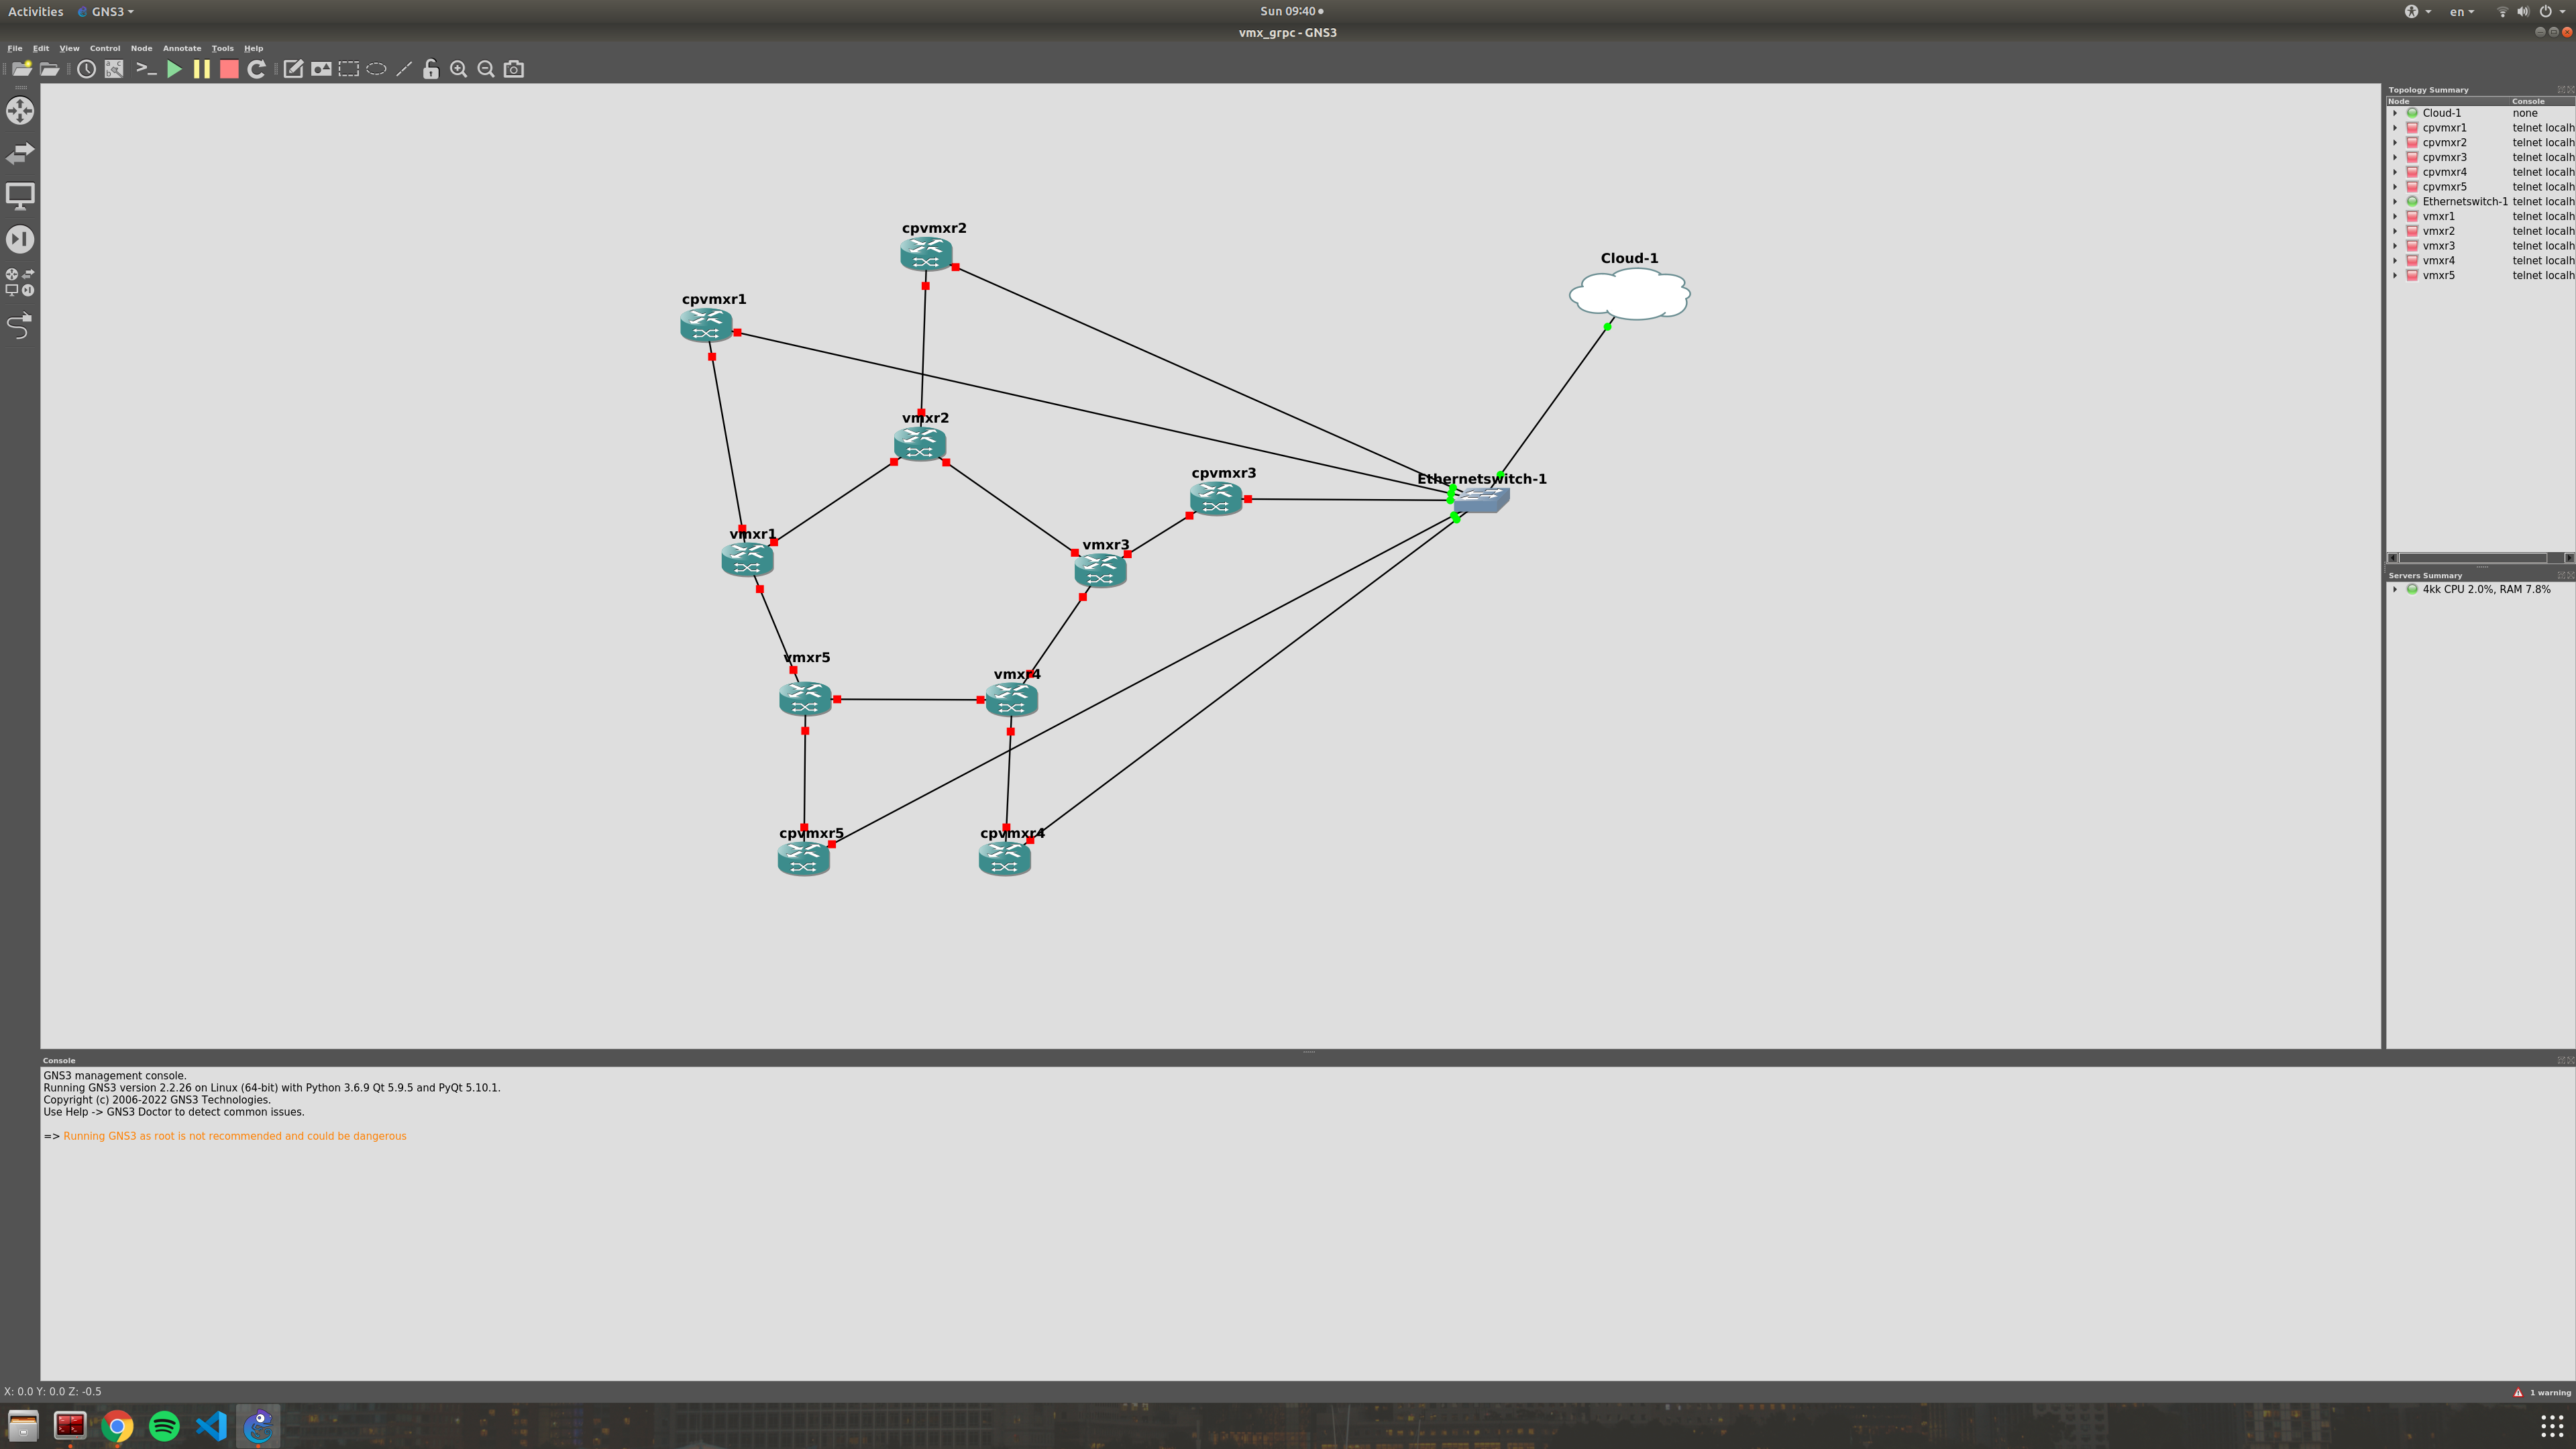 Activities GNS3 Sun 09:40 en
vmx_grpc - GNS3
File Edit View Control Node Annotate Tools Help
Topology Summary
Node Console
Cloud-1 none
cpvmxr1 telnet localh
cpvmxr2 telnet localh
cpvmxr3 telnet localh
cpvmxr4 telnet localh
cpvmxr5 telnet localh
Ethernetswitch-1 telnet localh
vmxr1 telnet localh
vmxr2 telnet localh
vmxr3 telnet localh
vmxr4 telnet localh
vmxr5 telnet localh
cpvmxr2
Cloud-1
cpvmxr1
vmxr2
cpvmxr3
Ethernetswitch-1
vmxr1
vmxr3
vmxr5
vmxr4
cpvmxr5
cpvmxr4
Servers Summary
4kk CPU 2.0%, RAM 7.8%
Console
GNS3 management console.
Running GNS3 version 2.2.26 on Linux (64-bit) with Python 3.6.9 Qt 5.9.5 and PyQt 5.10.1.
Copyright (c) 2006-2022 GNS3 Technologies.
Use Help -> GNS3 Doctor to detect common issues.
=> Running GNS3 as root is not recommended and could be dangerous
X: 0.0 Y: 0.0 Z: -0.5
1 warning